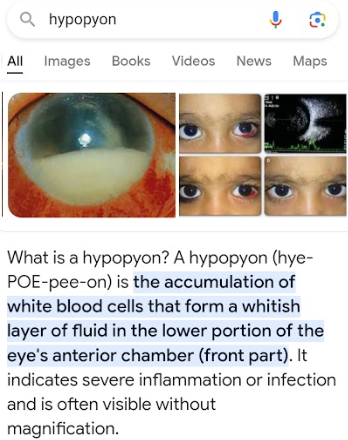 hypopyon
All Images Books Videos News Maps
What is a hypopyon? A hypopyon (hye-
POE-pee-on) is the accumulation of
white blood cells that form a whitish
layer of fluid in the lower portion of the
eye's anterior chamber (front part). It
indicates severe inflammation or infection
and is often visible without
magnification.